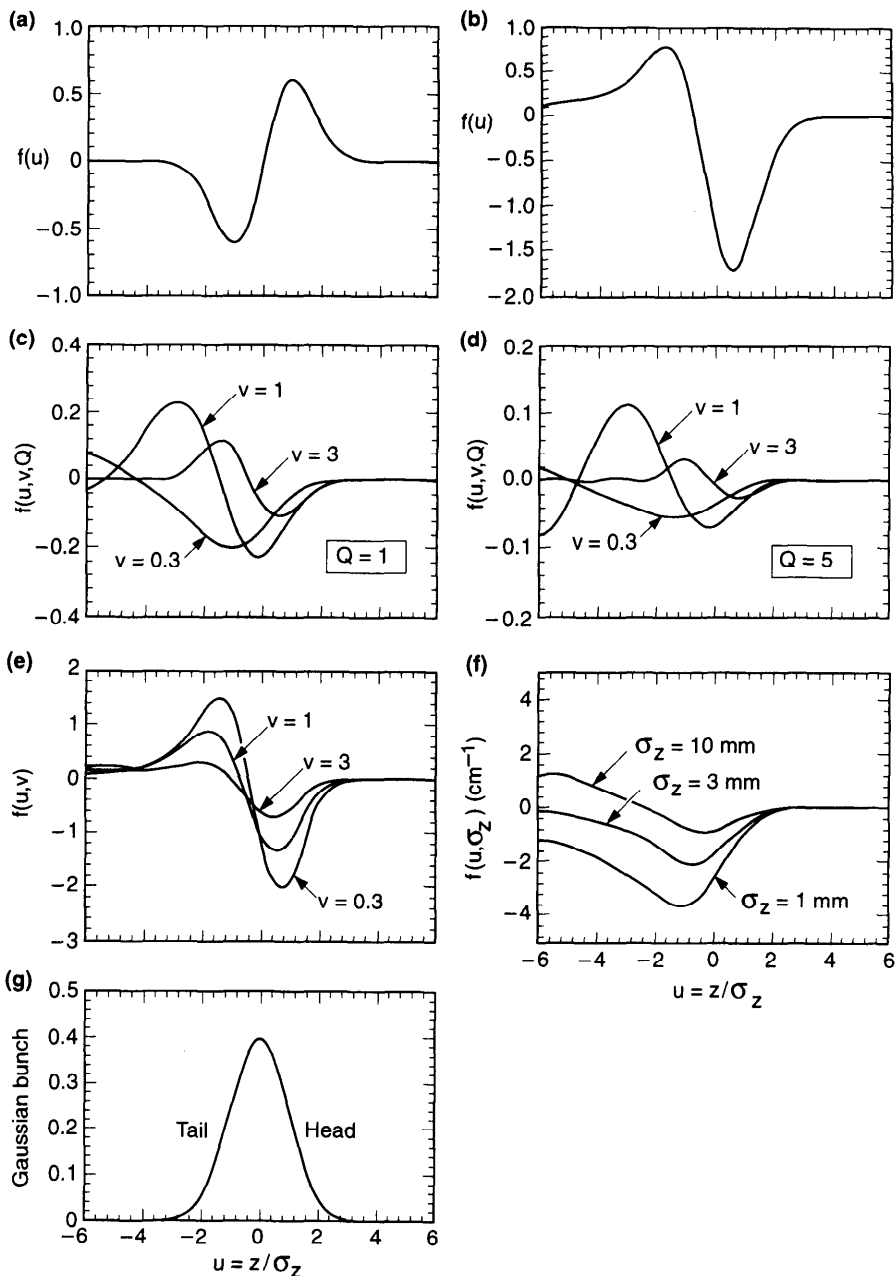 (a)
1.0
0.5
f(u) 0
−0.5
−1.0
(b)
1.0
0.5
f(u) 0
−0.5
−1.0
−1.5
−2.0
(c)
0.4
0.2
0
−0.2
−0.4
f(u,v,Q)
v = 1
v = 3
v = 0.3
Q = 1
(d)
0.2
0.1
0.0
−0.1
−0.2
f(u,v,Q)
v = 1
v = 3
v = 0.3
Q = 5
(e)
2
1
0
−1
−2
−3
f(u,v)
v = 1
v = 3
v = 0.3
(f)
4
2
0
−2
−4
f(u,σz) (cm⁻¹)
σz = 10 mm
σz = 3 mm
σz = 1 mm
−6 −4 −2 0 2 4 6
u = z/σz
(g)
0.5
0.4
0.3
0.2
0.1
0
Gaussian bunch
Tail Head
−6 −4 −2 0 2 4 6
u = z/σz